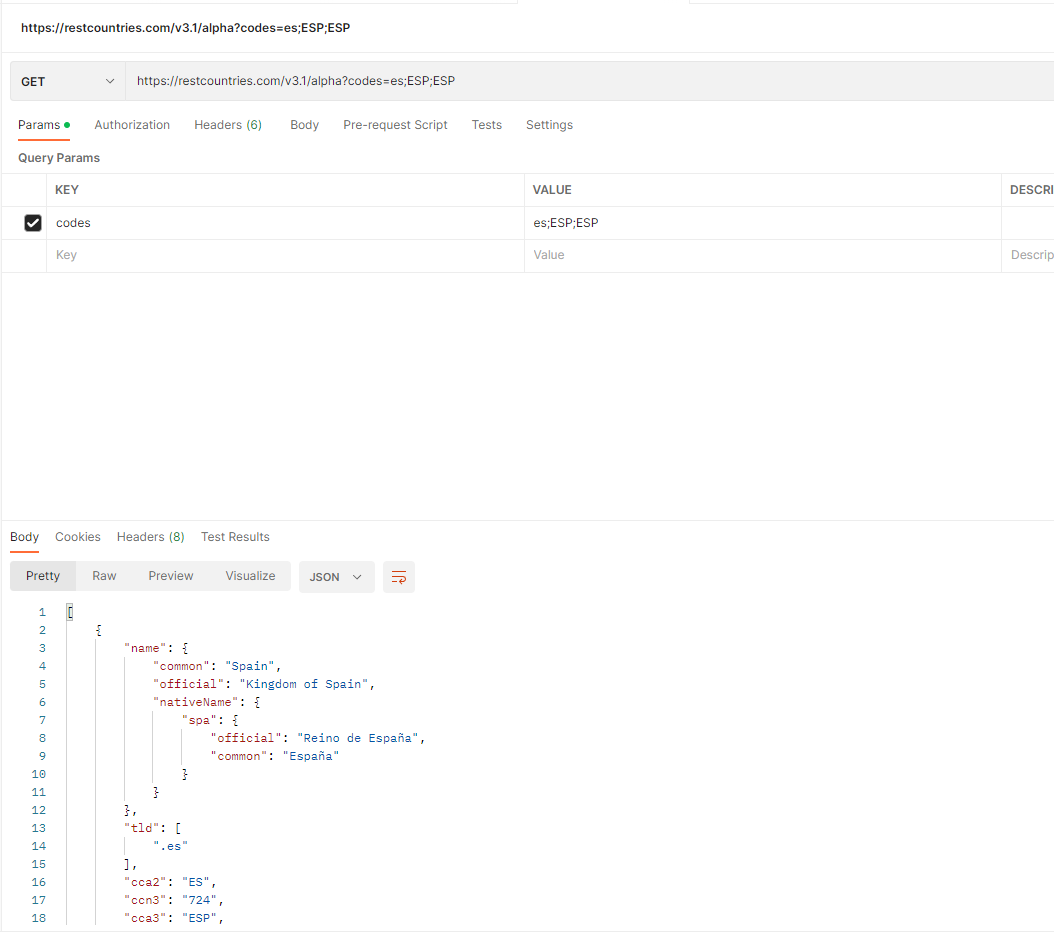 https://restcountries.com/v3.1/alpha?codes=es;ESP;ESP
GET https://restcountries.com/v3.1/alpha?codes=es;ESP;ESP
Params Authorization Headers (6) Body Pre-request Script Tests Settings
Query Params
KEY VALUE DESCRI
codes es;ESP;ESP
Key Value Descrip
Body Cookies Headers (8) Test Results
Pretty Raw Preview Visualize JSON
1 [
2 {
3 "name": {
4 "common": "Spain",
5 "official": "Kingdom of Spain",
6 "nativeName": {
7 "spa": {
8 "official": "Reino de España",
9 "common": "España"
10 }
11 }
12 },
13 "tld": [
14 ".es"
15 ],
16 "cca2": "ES",
17 "ccn3": "724",
18 "cca3": "ESP",